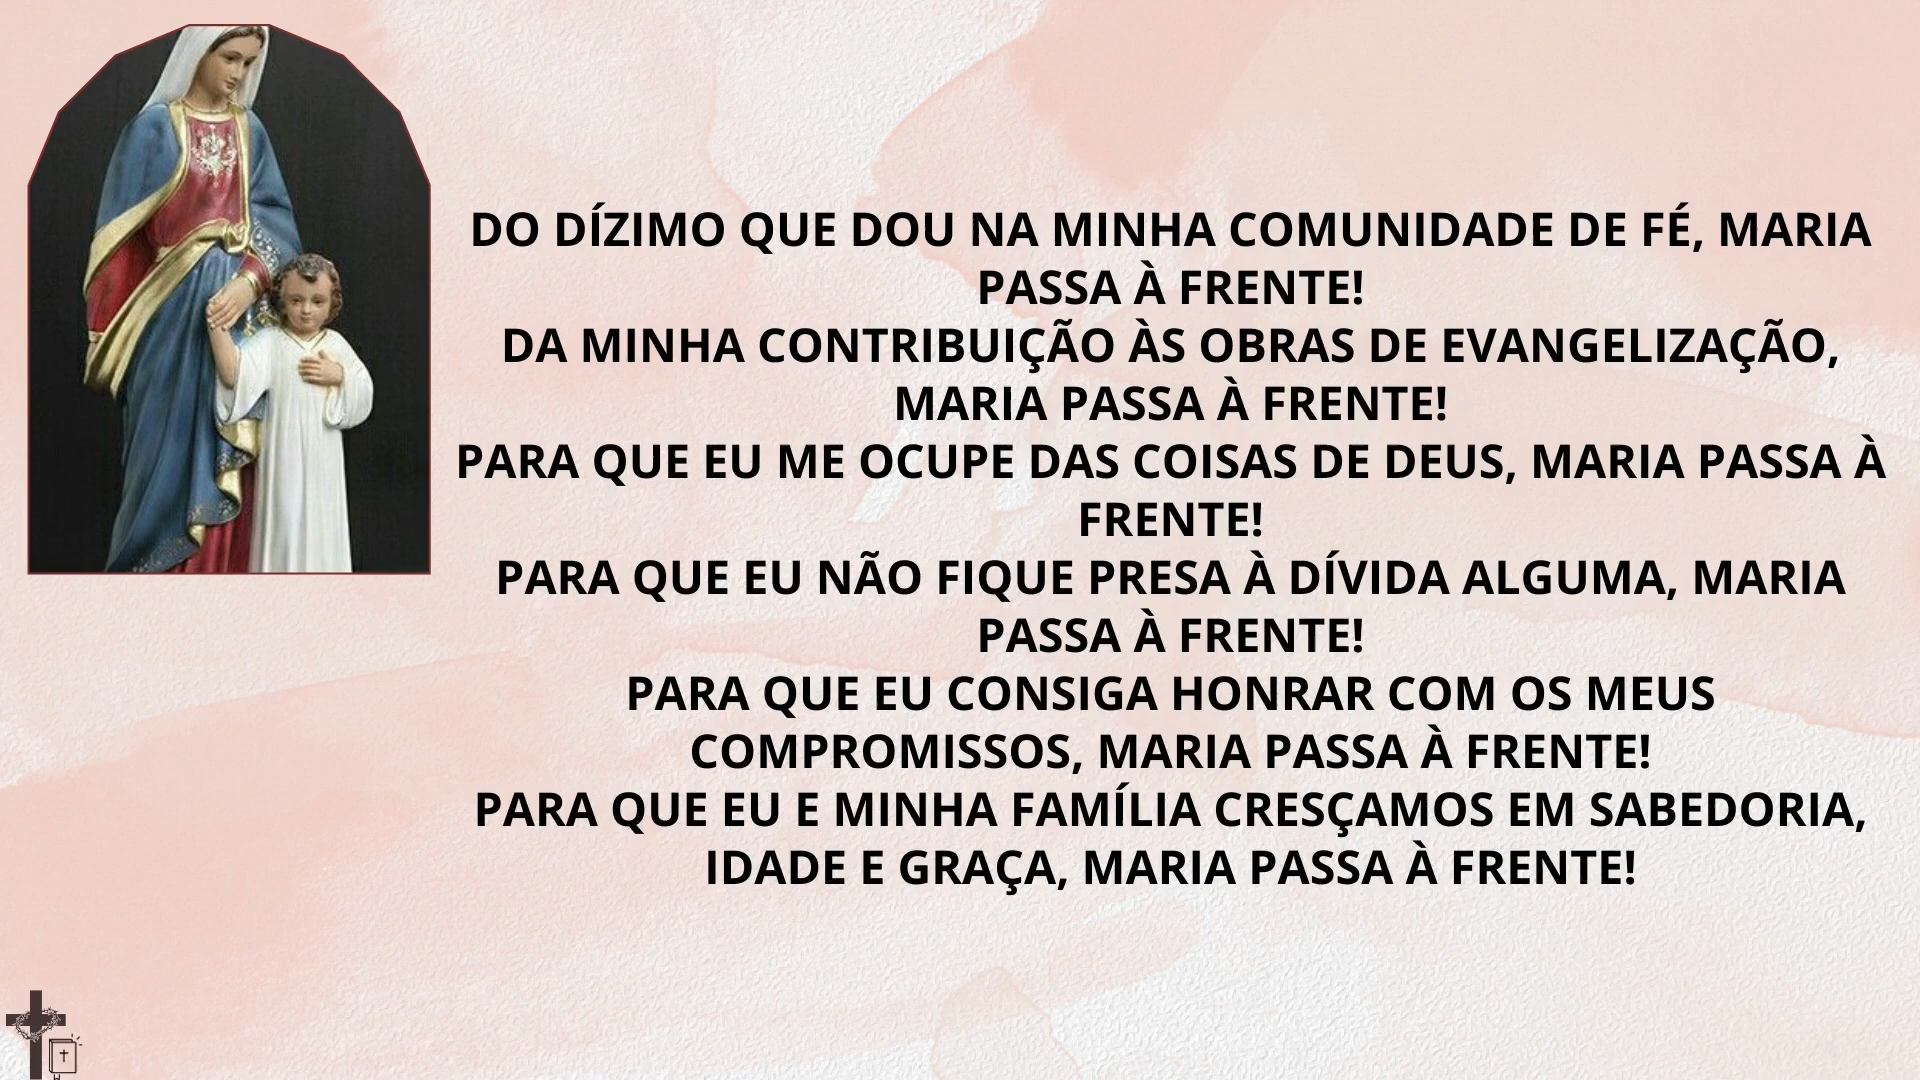 DO DÍZIMO QUE DOU NA MINHA COMUNIDADE DE FÉ, MARIA
PASSA À FRENTE!
DA MINHA CONTRIBUIÇÃO ÀS OBRAS DE EVANGELIZAÇÃO,
MARIA PASSA À FRENTE!
PARA QUE EU ME OCUPE DAS COISAS DE DEUS, MARIA PASSA À
FRENTE!
PARA QUE EU NÃO FIQUE PRESA À DÍVIDA ALGUMA, MARIA
PASSA À FRENTE!
PARA QUE EU CONSIGA HONRAR COM OS MEUS
COMPROMISSOS, MARIA PASSA À FRENTE!
PARA QUE EU E MINHA FAMÍLIA CRESÇAMOS EM SABEDORIA,
IDADE E GRAÇA, MARIA PASSA À FRENTE!